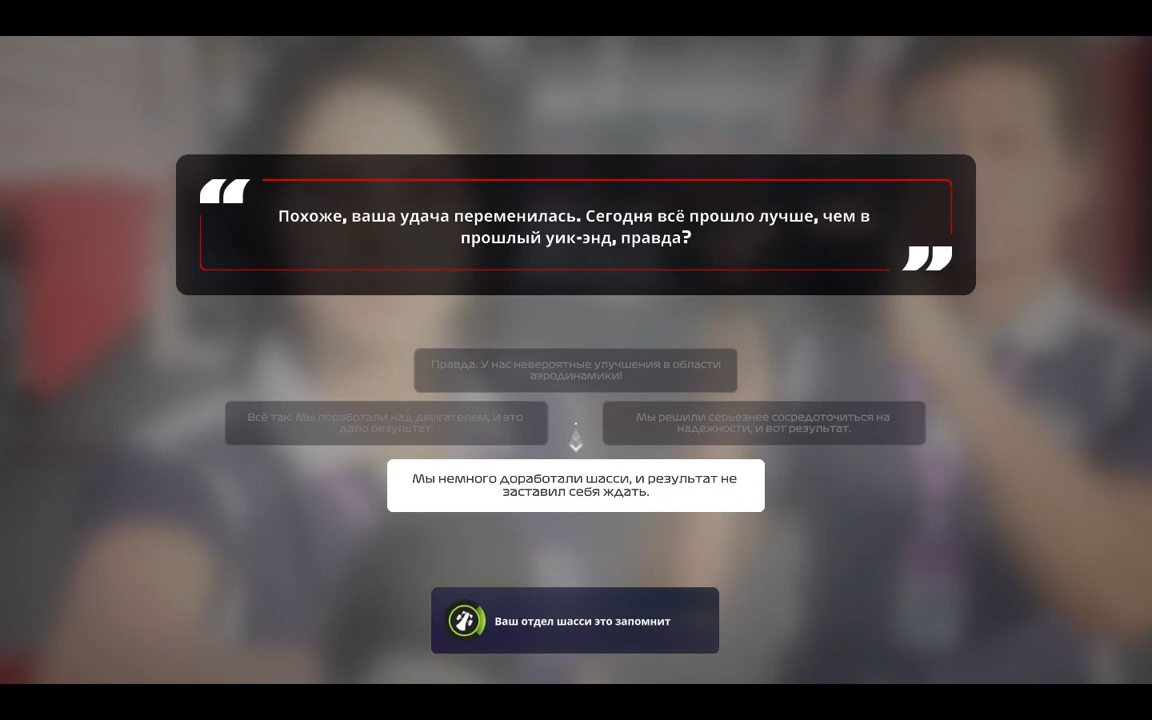 Похоже, ваша удача переменилась. Сегодня всё прошло лучше, чем в
прошлый уик-энд, правда?
Правда. У нас невероятные улучшения в области
аэродинамики!
Всё так. Мы поработали над двигателем, и это
дало результат.
Мы решили серьезнее сосредоточиться на
надежности, и вот результат.
Мы немного доработали шасси, и результат не
заставил себя ждать.
Ваш отдел шасси это запомнит